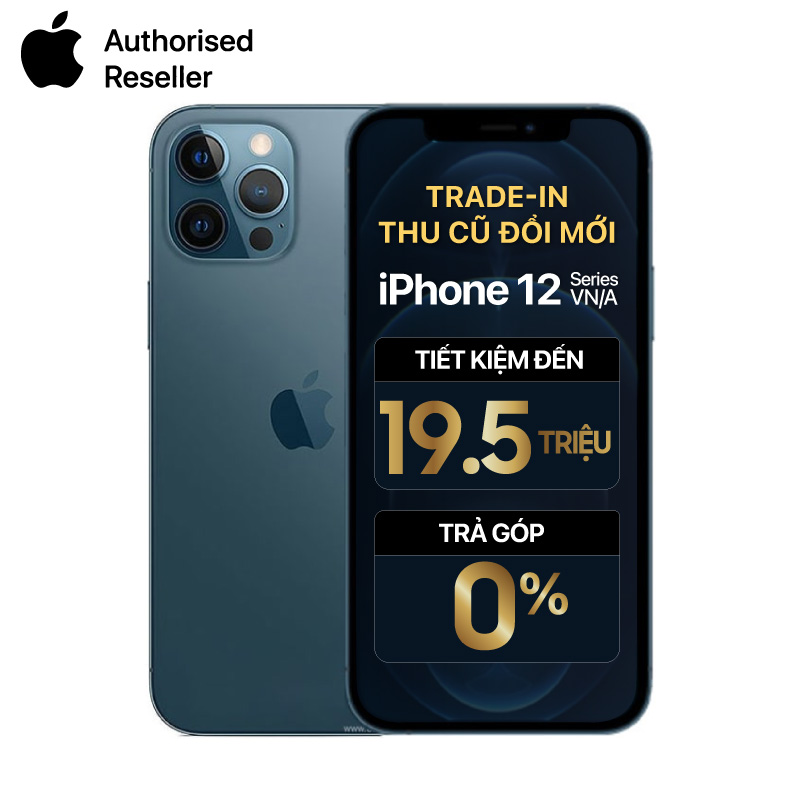 Authorised
Reseller
TRADE-IN
THU CŨ ĐỔI MỚI
iPhone 12 Series VN/A
TIẾT KIỆM ĐẾN
19.5 TRIỆU
TRẢ GÓP
0%